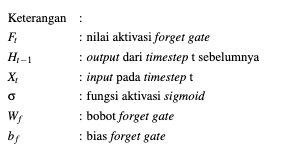 Keterangan :
Fₜ : nilai aktivasi forget gate
Hₜ₋₁ : output dari timestep t sebelumnya
Xₜ : input pada timestep t
σ : fungsi aktivasi sigmoid
W_f : bobot forget gate
b_f : bias forget gate